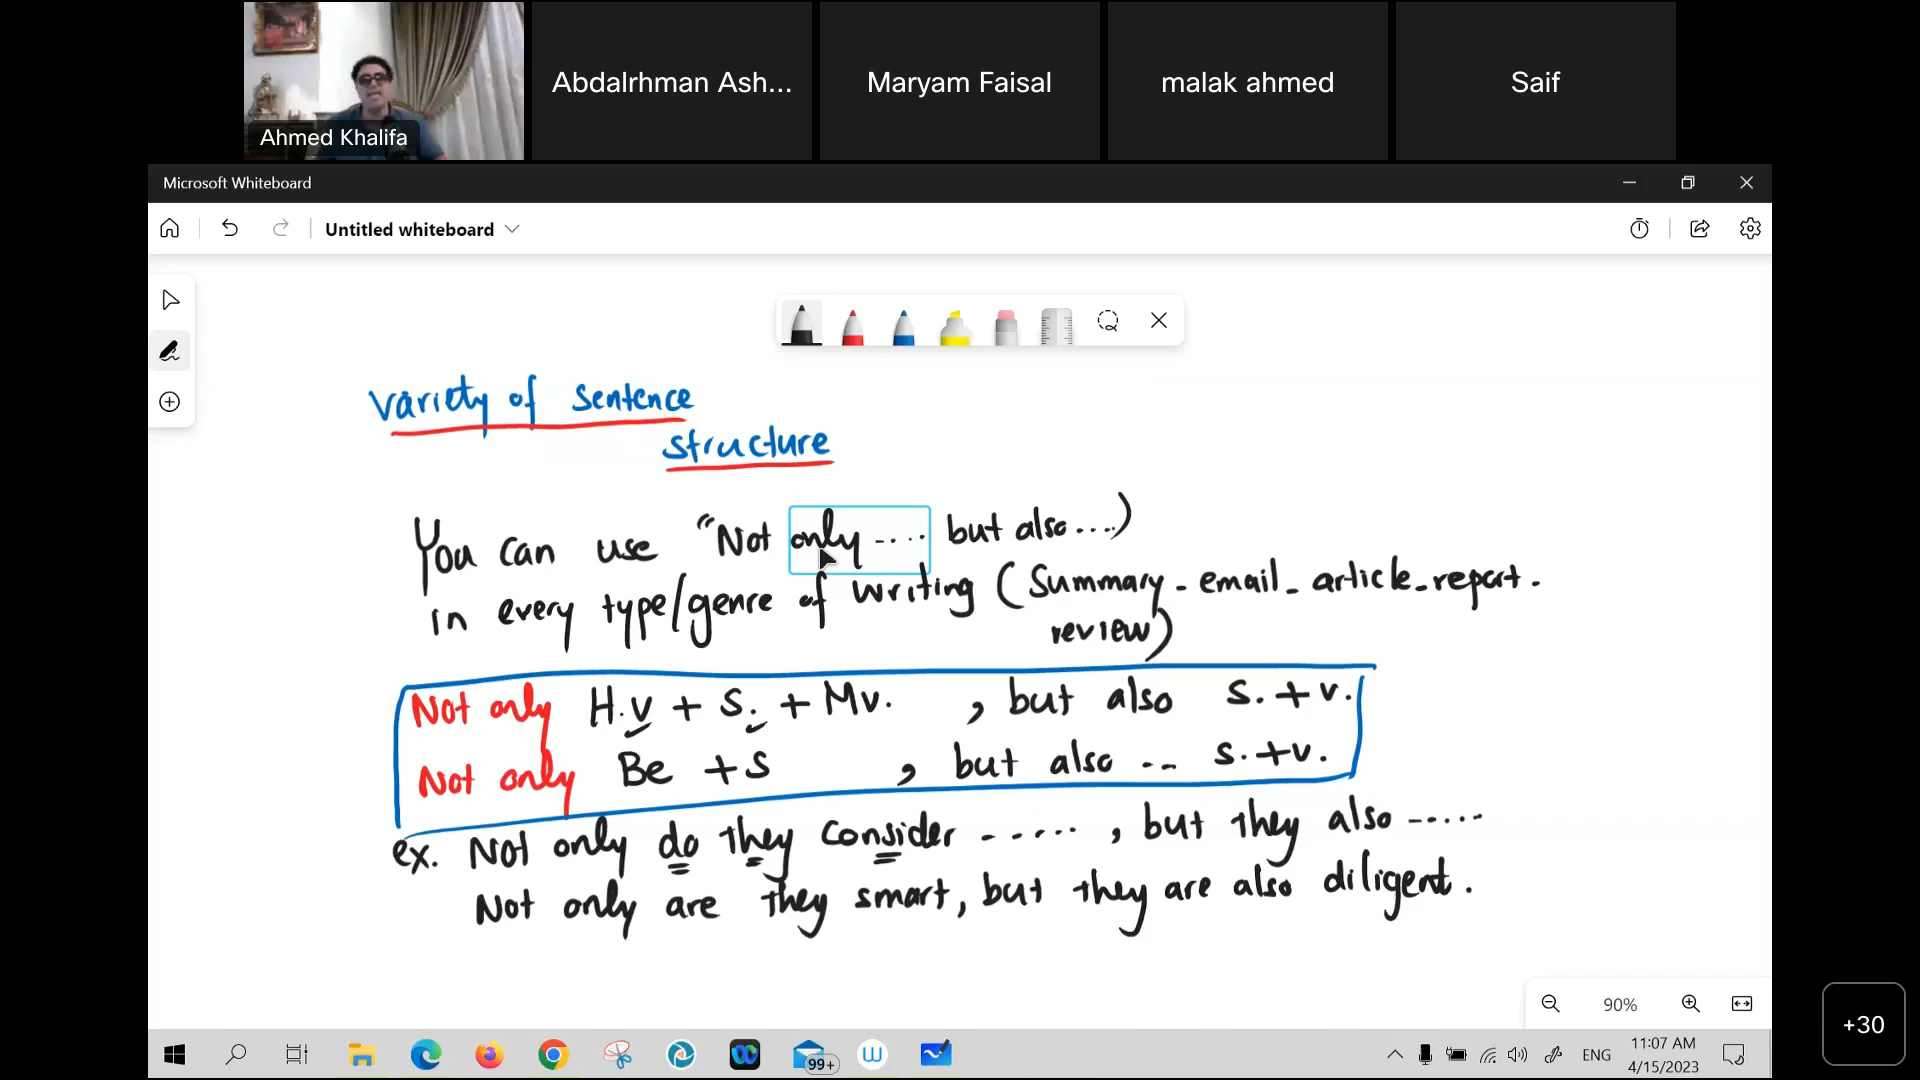 Abdalrhman Ash...
Maryam Faisal
malak ahmed
Saif
Ahmed Khalifa
Microsoft Whiteboard
Untitled whiteboard
variety of sentence
structure
You can use "Not only ..... but also ....)
in every type/genre of writing (Summary - email - article - report -
review)
Not only H.v + S. + Mv. , but also S. + v.
Not only Be + S , but also -- S. + v.
ex. Not only do they consider ------ , but they also -----
Not only are they smart, but they are also diligent.
90%
+30
99+
ENG
11:07 AM
4/15/2023